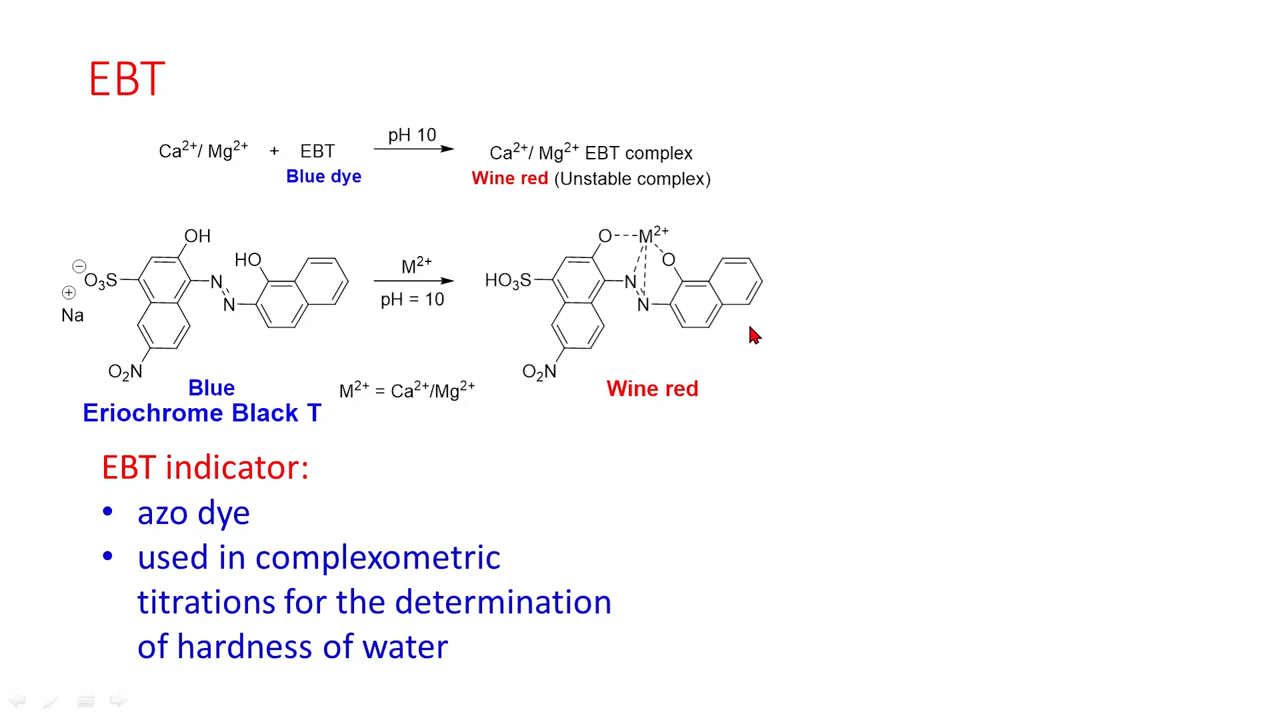 EBT
Ca²⁺/ Mg²⁺ + EBT pH 10 Ca²⁺/ Mg²⁺ EBT complex
Blue dye Wine red (Unstable complex)
OH O M²⁺
HO O
⊖ O₃S N N M²⁺ HO₃S N N
⊕ Na pH = 10
O₂N O₂N
Blue M²⁺ = Ca²⁺/Mg²⁺ Wine red
Eriochrome Black T
EBT indicator:
• azo dye
• used in complexometric
titrations for the determination
of hardness of water